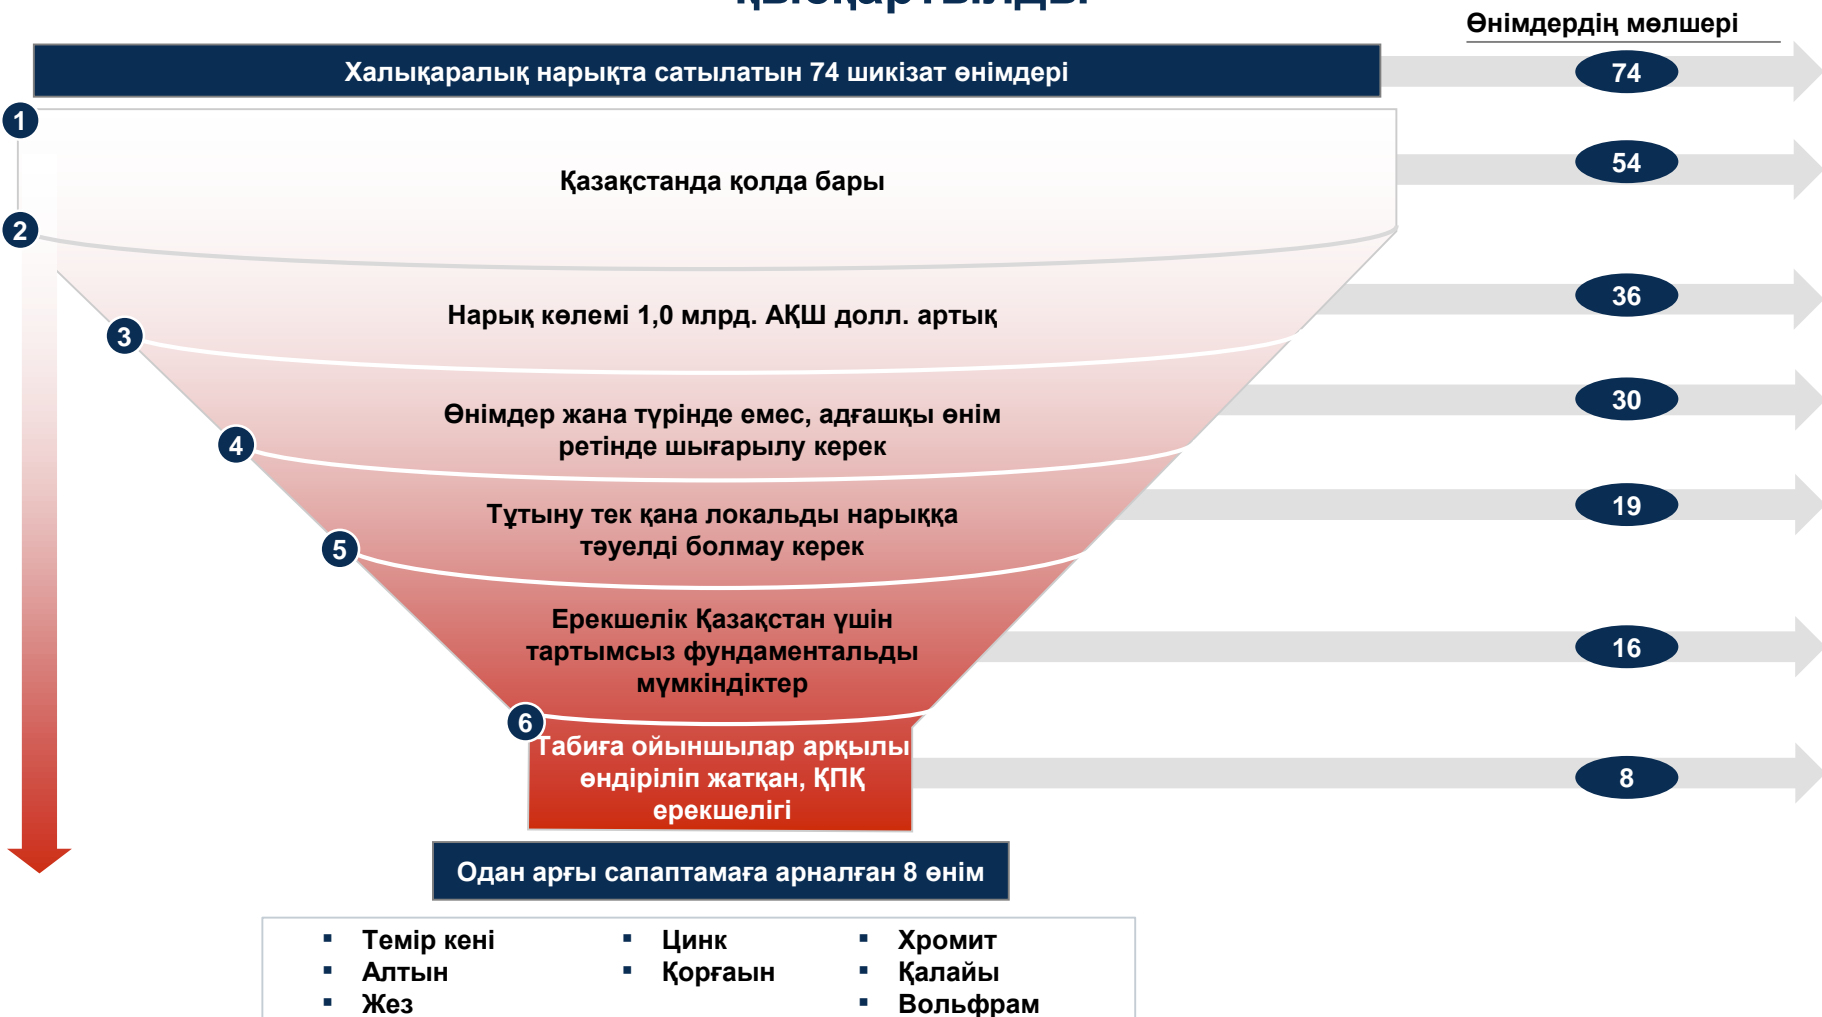 қысқартылды
Өнімдердің мөлшері
Халықаралық нарықта сатылатын 74 шикізат өнімдері
74
1
Қазақстанда қолда бары
54
2
Нарық көлемі 1,0 млрд. АҚШ долл. артық
36
3
Өнімдер жана түрінде емес, адғашқы өнім
ретінде шығарылу керек
30
4
Тұтыну тек қана локальды нарыққа
тәуелді болмау керек
19
5
Ерекшелік Қазақстан үшін
тартымсыз фундаментальды
мүмкіндіктер
16
6
Табиға ойыншылар арқылы
өндіріліп жатқан, ҚПҚ
ерекшелігі
8
Одан арғы сапаптамаға арналған 8 өнім
▪ Темір кені
▪ Алтын
▪ Жез
▪ Цинк
▪ Қорғаын
▪ Хромит
▪ Қалайы
▪ Вольфрам